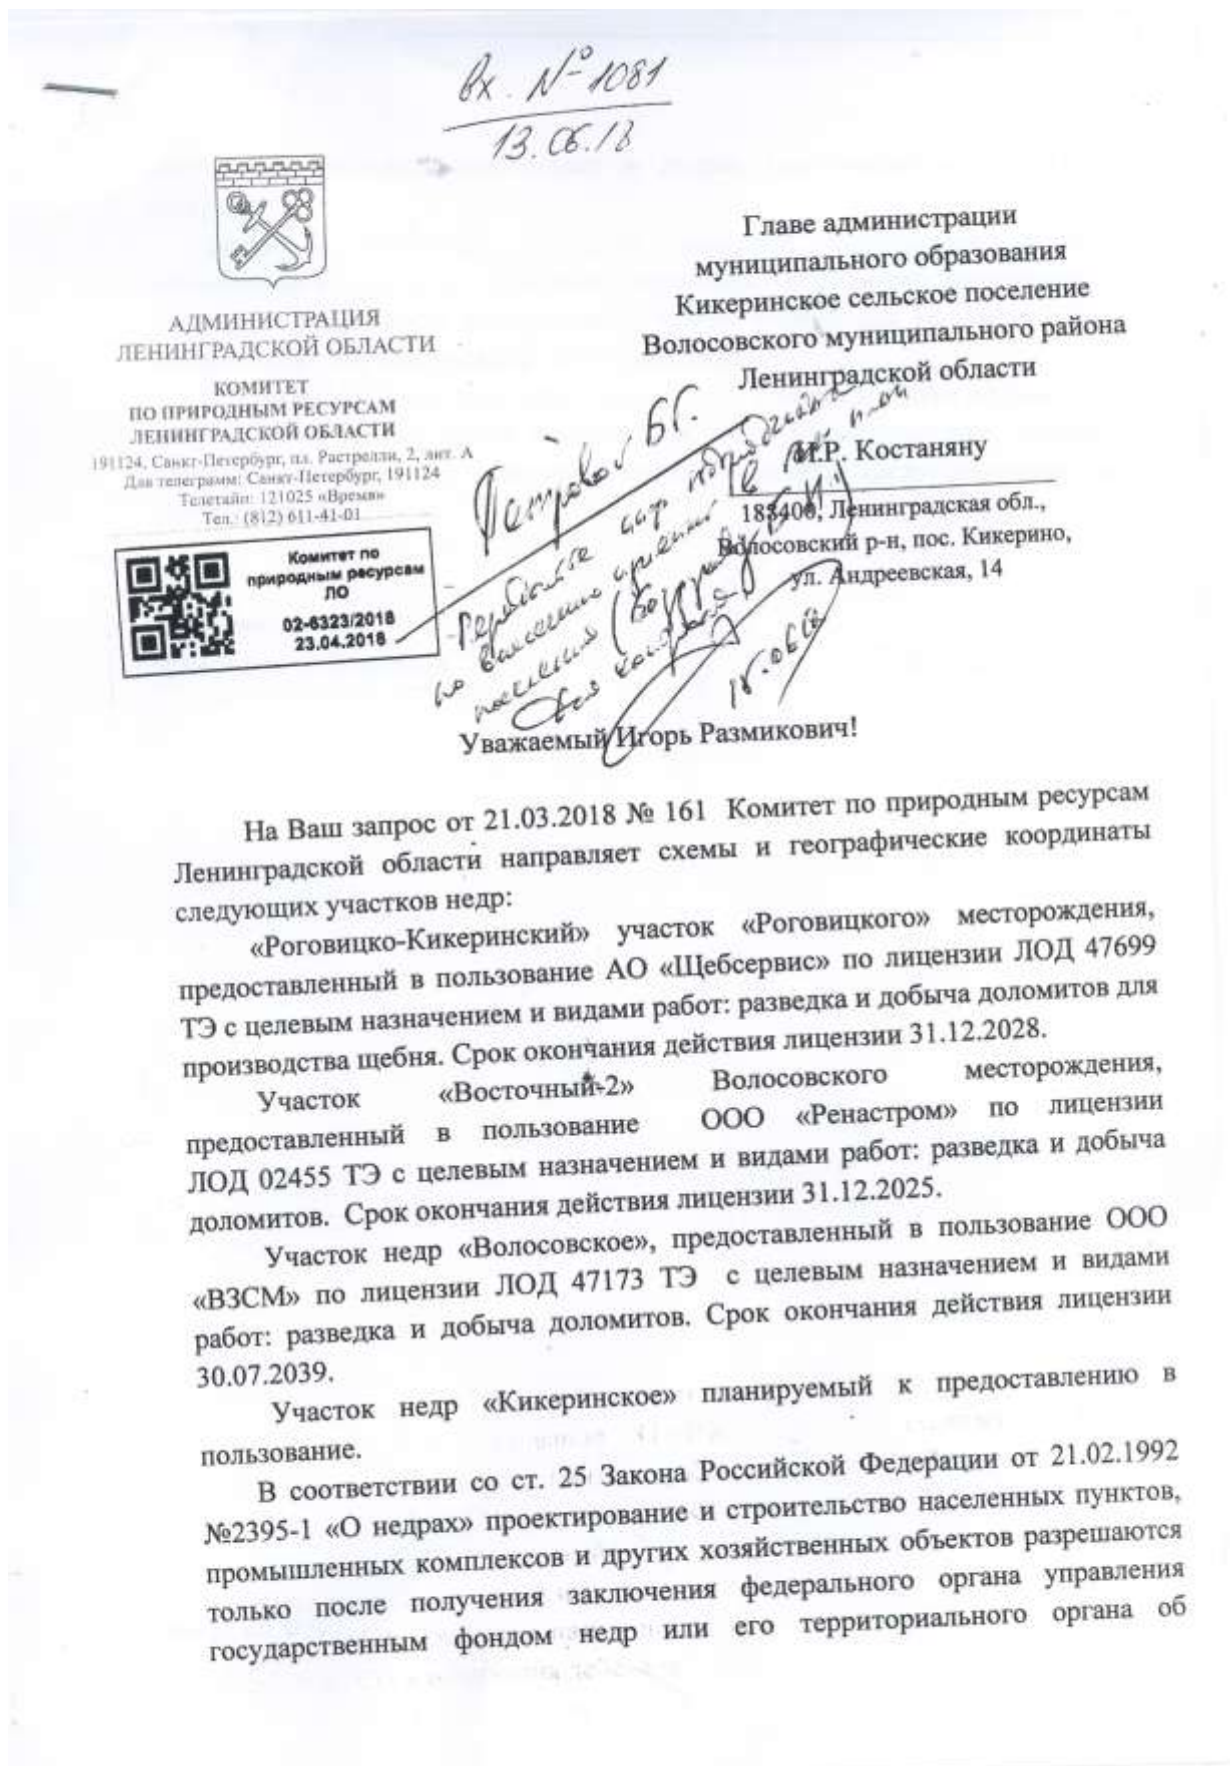 Вх. № 1081
13.06.18
АДМИНИСТРАЦИЯ
ЛЕНИНГРАДСКОЙ ОБЛАСТИ
КОМИТЕТ
ПО ПРИРОДНЫМ РЕСУРСАМ
ЛЕНИНГРАДСКОЙ ОБЛАСТИ
191124, Санкт-Петербург, пл. Растрелли, 2, лит. А
Для телеграмм: Санкт-Петербург, 191124
Телетайп: 121025 «Время»
Тел.: (812) 611-41-01
Комитет по
природным ресурсам
ЛО
02-6323/2018
23.04.2018
Главе администрации
муниципального образования
Кикеринское сельское поселение
Волосовского муниципального района
Ленинградской области
И.Р. Костаняну
188400, Ленинградская обл.,
Волосовский р-н, пос. Кикерино,
ул. Андреевская, 14
Петровой
по внесению
Уважаемый Игорь Размикович!
На Ваш запрос от 21.03.2018 № 161 Комитет по природным ресурсам
Ленинградской области направляет схемы и географические координаты
следующих участков недр:
«Роговицко-Кикеринский» участок «Роговицкого» месторождения,
предоставленный в пользование АО «Щебсервис» по лицензии ЛОД 47699
ТЭ с целевым назначением и видами работ: разведка и добыча доломитов для
производства щебня. Срок окончания действия лицензии 31.12.2028.
Участок «Восточный-2» Волосовского месторождения,
предоставленный в пользование ООО «Ренастром» по лицензии
ЛОД 02455 ТЭ с целевым назначением и видами работ: разведка и добыча
доломитов. Срок окончания действия лицензии 31.12.2025.
Участок недр «Волосовское», предоставленный в пользование ООО
«ВЗСМ» по лицензии ЛОД 47173 ТЭ с целевым назначением и видами
работ: разведка и добыча доломитов. Срок окончания действия лицензии
30.07.2039.
Участок недр «Кикеринское» планируемый к предоставлению в
пользование.
В соответствии со ст. 25 Закона Российской Федерации от 21.02.1992
№2395-1 «О недрах» проектирование и строительство населенных пунктов,
промышленных комплексов и других хозяйственных объектов разрешаются
только после получения заключения федерального органа управления
государственным фондом недр или его территориального органа об